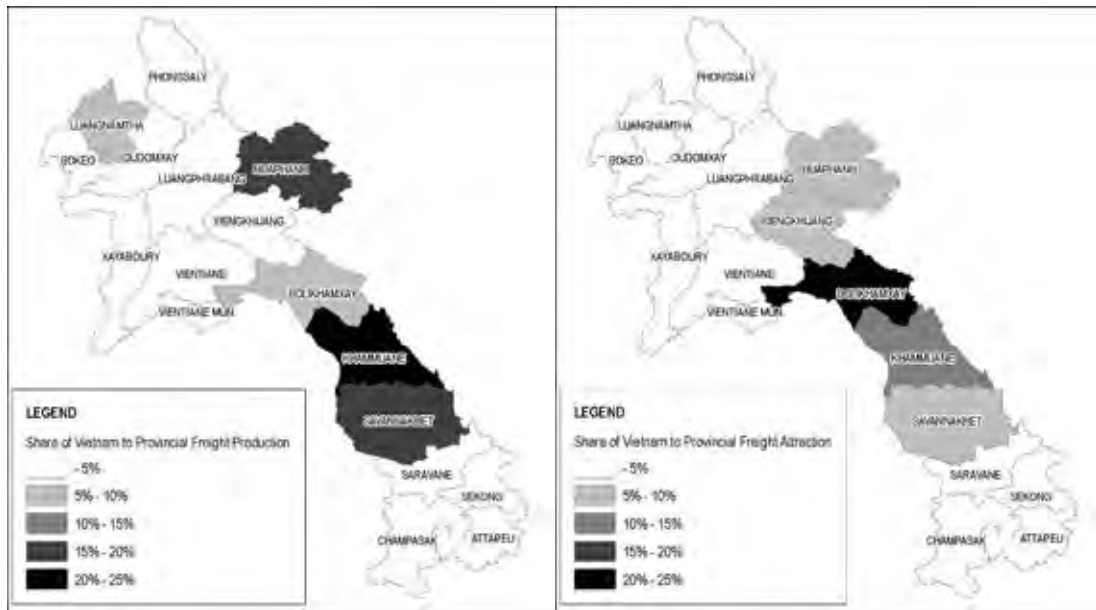 PHONGSALY
LUANGNAMTHA
BOKEO
OUDOMXAY
HUAPHANH
LUANGPHRABANG
XIENGKHUANG
XAYABOURY
VIENTIANE
BOLIKHAMXAY
VIENTIANE MUN.
KHAMMUANE
SAVANNAKHET
SARAVANE
SEKONG
CHAMPASAK
ATTAPEU
LEGEND
Share of Vietnam to Provincial Freight Production
- 5%
5% - 10%
10% - 15%
15% - 20%
20% - 25%
PHONGSALY
LUANGNAMTHA
BOKEO
OUDOMXAY
HUAPHANH
LUANGPHRABANG
XIENGKHUANG
XAYABOURY
VIENTIANE
BOLIKHAMXAY
VIENTIANE MUN.
KHAMMUANE
SAVANNAKHET
SARAVANE
SEKONG
CHAMPASAK
ATTAPEU
LEGEND
Share of Vietnam to Provincial Freight Attraction
- 5%
5% - 10%
10% - 15%
15% - 20%
20% - 25%